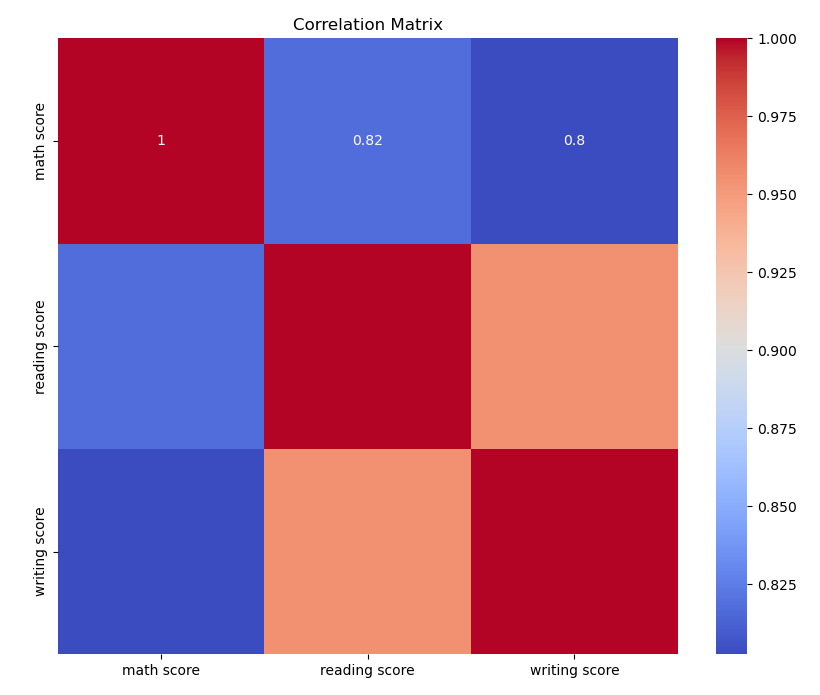 Correlation Matrix
math score
1
0.82
0.8
reading score
writing score
math score
reading score
writing score
1.000
0.975
0.950
0.925
0.900
0.875
0.850
0.825